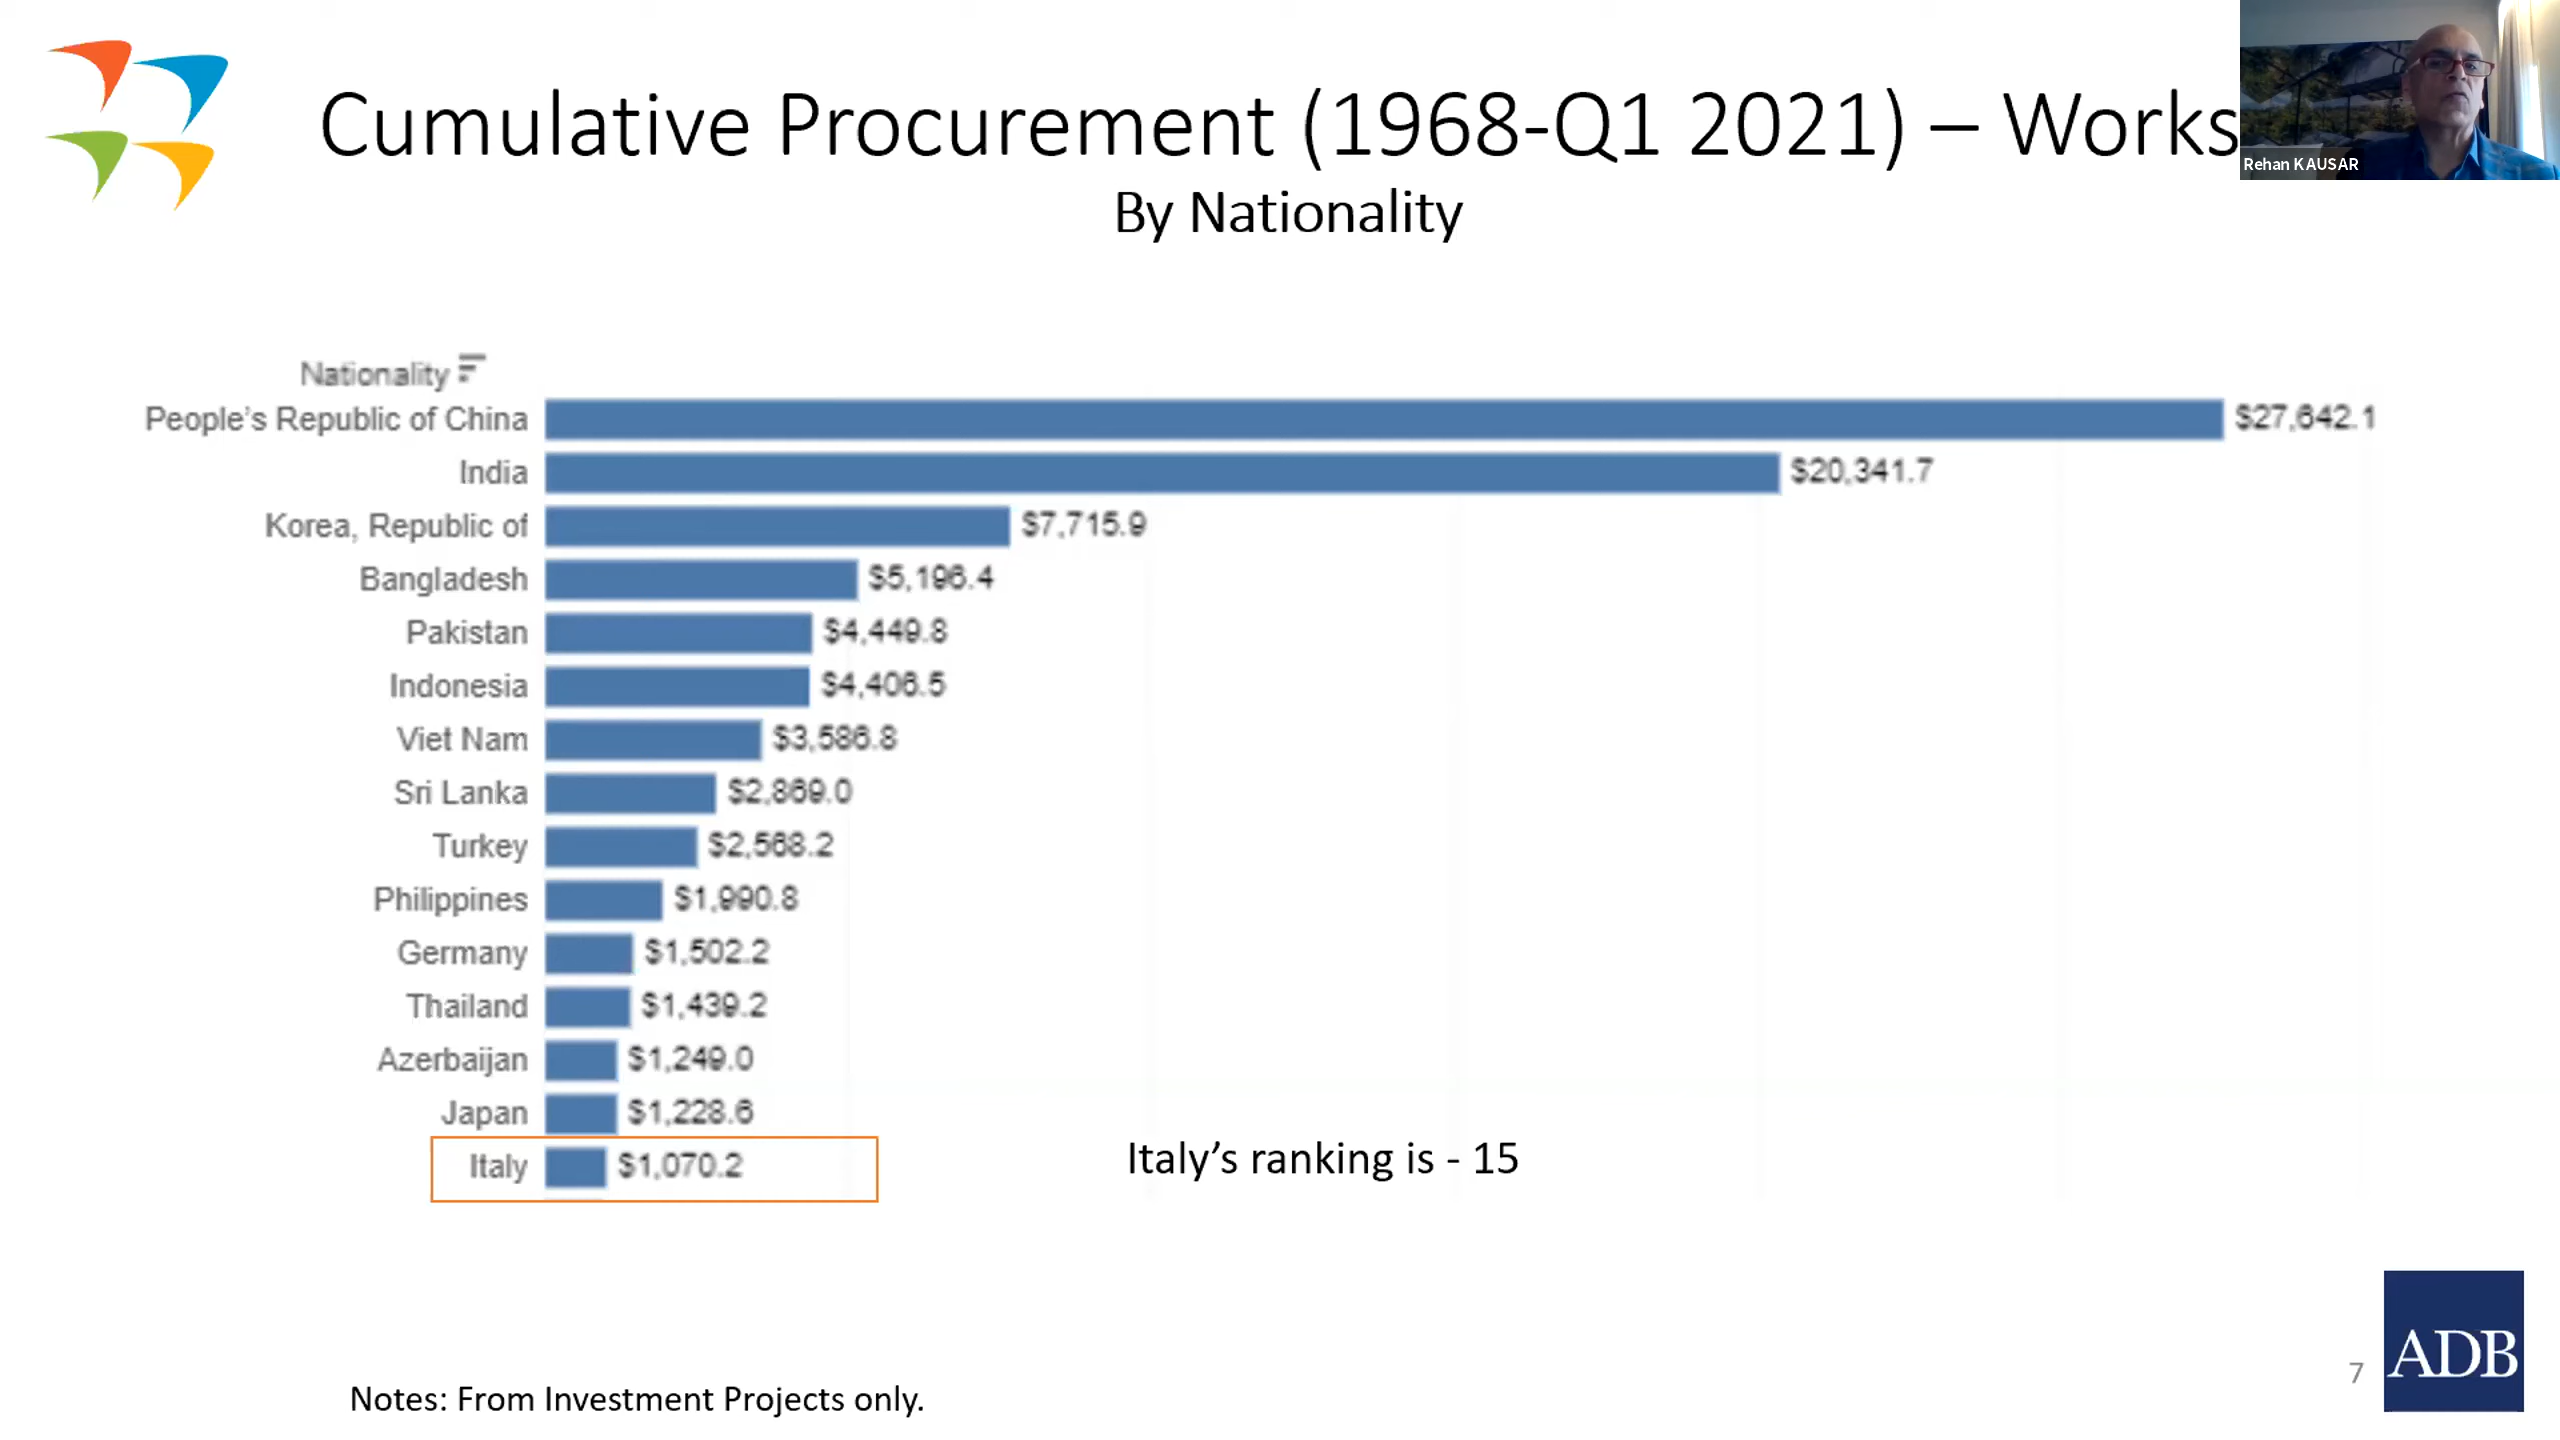 Cumulative Procurement (1968-Q1 2021) – Works
By Nationality
Rehan KAUSAR
Nationality
People's Republic of China $27,642.1
India $20,341.7
Korea, Republic of $7,715.9
Bangladesh $5,196.4
Pakistan $4,449.8
Indonesia $4,406.5
Viet Nam $3,586.8
Sri Lanka $2,869.0
Turkey $2,568.2
Philippines $1,990.8
Germany $1,502.2
Thailand $1,439.2
Azerbaijan $1,249.0
Japan $1,228.6
Italy $1,070.2
Italy’s ranking is - 15
Notes: From Investment Projects only.
7
ADB